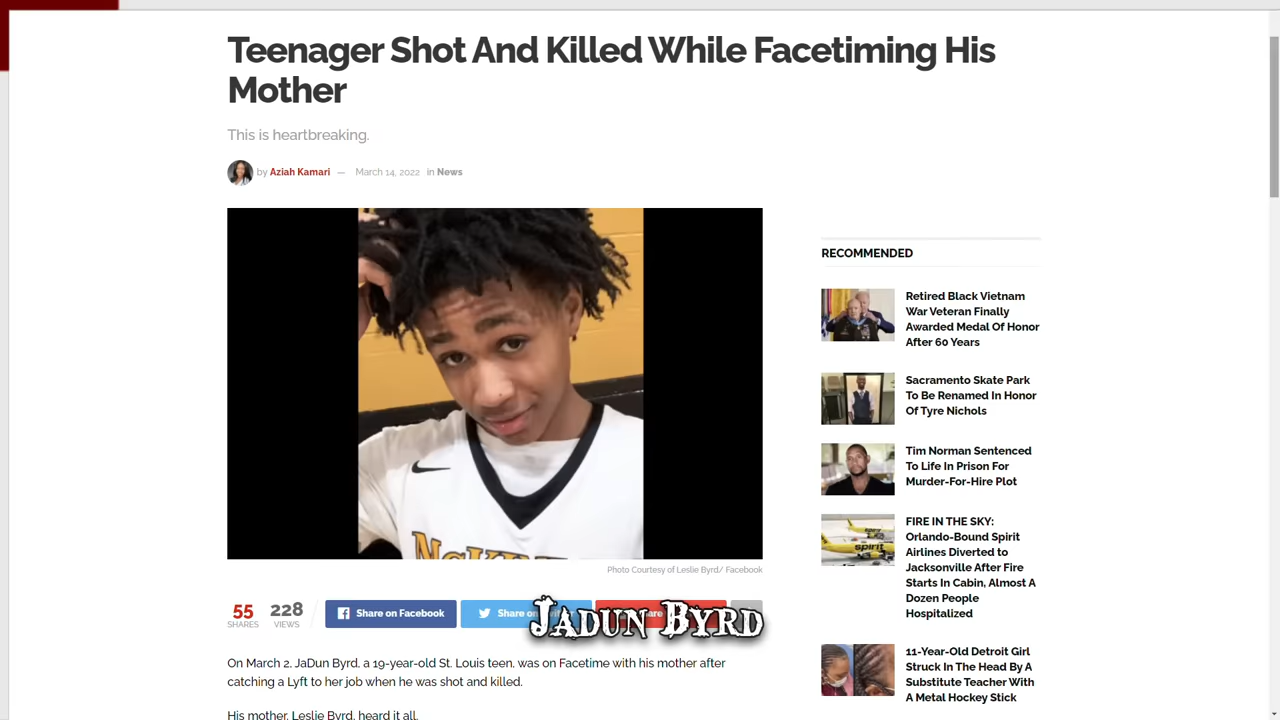 Teenager Shot And Killed While Facetiming His
Mother
This is heartbreaking.
by Aziah Kamari — March 14, 2022 in News
RECOMMENDED
Retired Black Vietnam
War Veteran Finally
Awarded Medal Of Honor
After 60 Years
Sacramento Skate Park
To Be Renamed In Honor
Of Tyre Nichols
Tim Norman Sentenced
To Life In Prison For
Murder-For-Hire Plot
FIRE IN THE SKY:
Orlando-Bound Spirit
Airlines Diverted to
Jacksonville After Fire
Starts In Cabin, Almost A
Dozen People
Hospitalized
11-Year-Old Detroit Girl
Struck In The Head By A
Substitute Teacher With
A Metal Hockey Stick
spirit
Photo Courtesy of Leslie Byrd/ Facebook
55 SHARES
228 VIEWS
Share on Facebook
Share on
JADUN BYRD
On March 2, JaDun Byrd, a 19-year-old St. Louis teen, was on Facetime with his mother after
catching a Lyft to her job when he was shot and killed.
His mother, Leslie Byrd, heard it all.